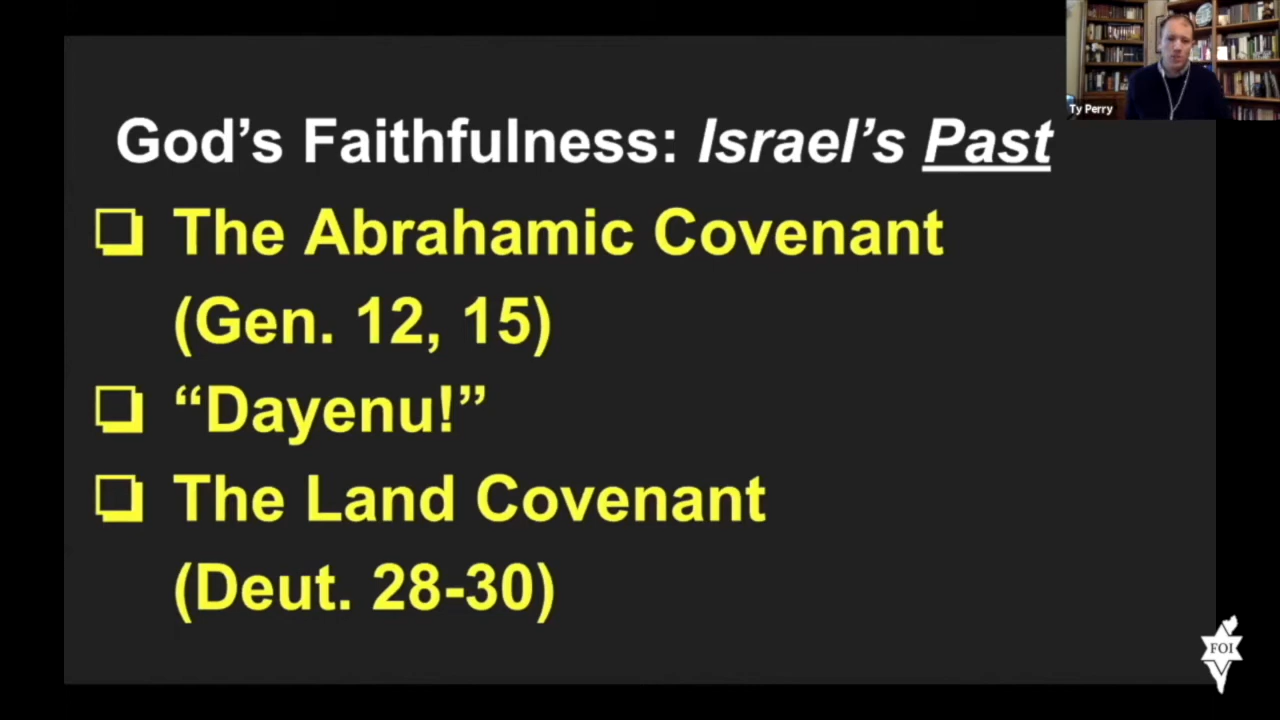 Ty Perry
God’s Faithfulness: Israel’s Past
The Abrahamic Covenant
(Gen. 12, 15)
“Dayenu!”
The Land Covenant
(Deut. 28-30)
FOI